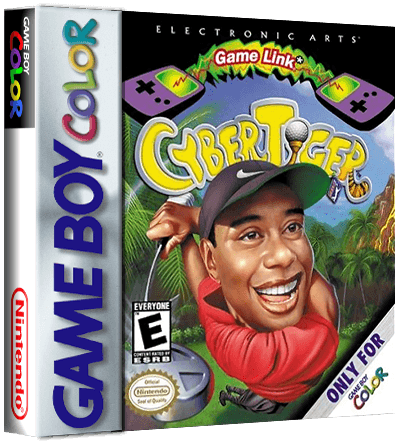 GAME BOY
COLOR
Nintendo
GAME BOY COLOR
ELECTRONIC ARTS
Game Link*
CYBERTIGER
EVERYONE
E
CONTENT RATED BY
ESRB
Official
Nintendo
Seal of Quality
ONLY FOR
GAME BOY
COLOR